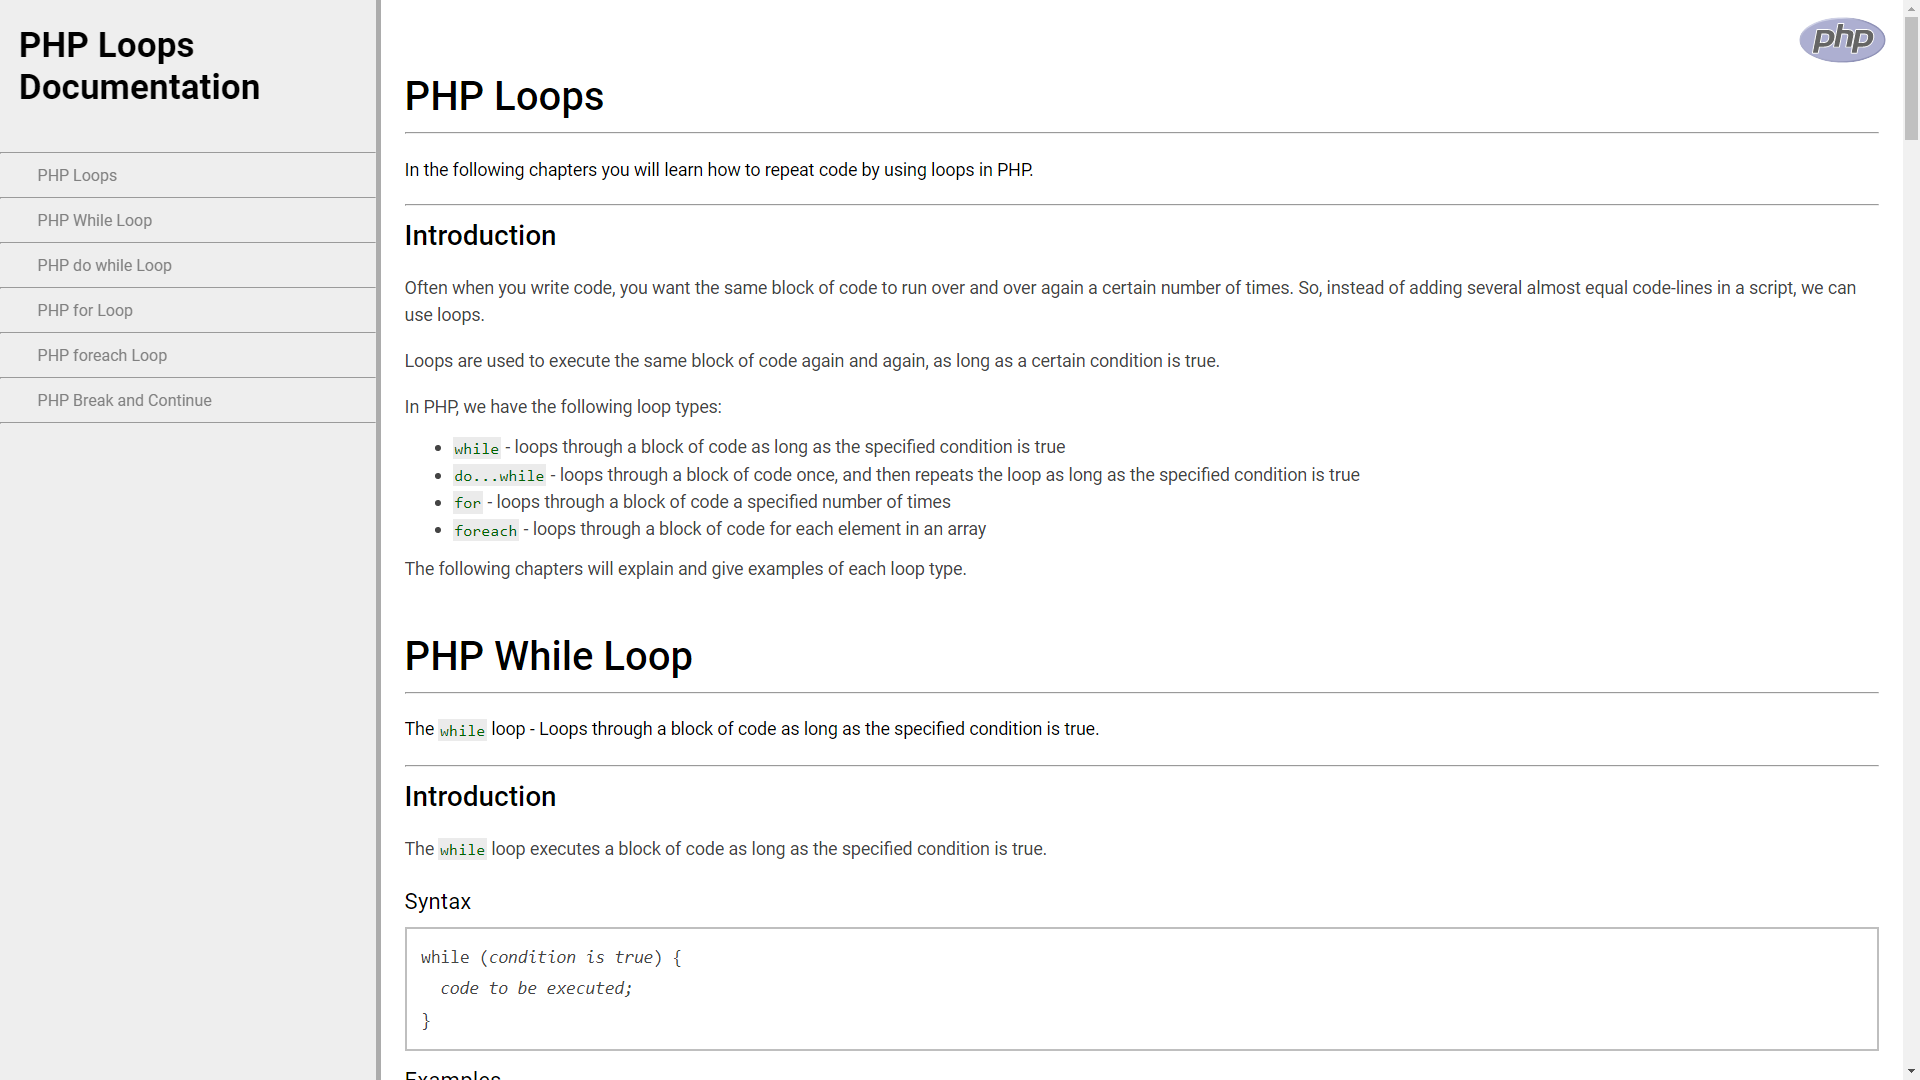 PHP Loops
Documentation
PHP Loops
PHP While Loop
PHP do while Loop
PHP for Loop
PHP foreach Loop
PHP Break and Continue
php
PHP Loops
In the following chapters you will learn how to repeat code by using loops in PHP.
Introduction
Often when you write code, you want the same block of code to run over and over again a certain number of times. So, instead of adding several almost equal code-lines in a script, we can
use loops.
Loops are used to execute the same block of code again and again, as long as a certain condition is true.
In PHP, we have the following loop types:
• while - loops through a block of code as long as the specified condition is true
• do...while - loops through a block of code once, and then repeats the loop as long as the specified condition is true
• for - loops through a block of code a specified number of times
• foreach - loops through a block of code for each element in an array
The following chapters will explain and give examples of each loop type.
PHP While Loop
The while loop - Loops through a block of code as long as the specified condition is true.
Introduction
The while loop executes a block of code as long as the specified condition is true.
Syntax
while (condition is true) {
  code to be executed;
}
Examples